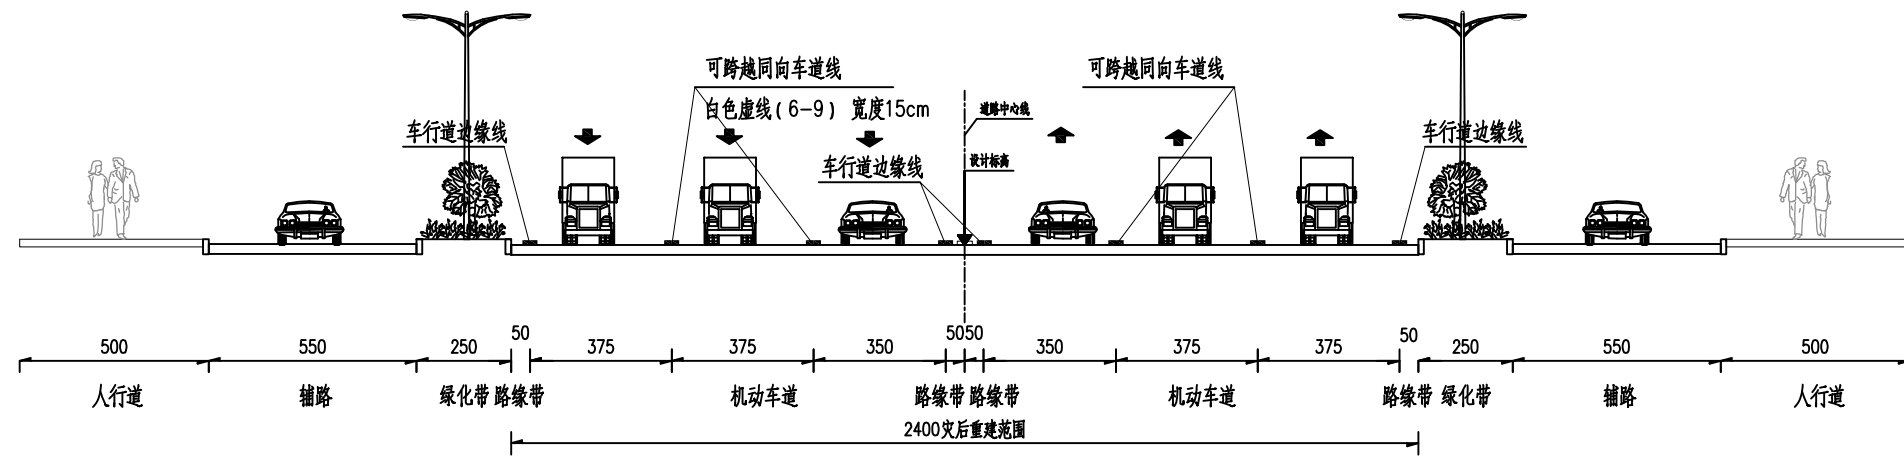 可跨越同向车道线
可跨越同向车道线
白色虚线(6-9) 宽度15cm
道路中心线
车行道边缘线
车行道边缘线
车行道边缘线
设计标高
500 550 250 50 375 375 350 50 50 350 375 375 50 250 550 500
人行道 辅路 绿化带 路缘带 机动车道 路缘带 路缘带 机动车道 路缘带 绿化带 辅路 人行道
2400灾后重建范围